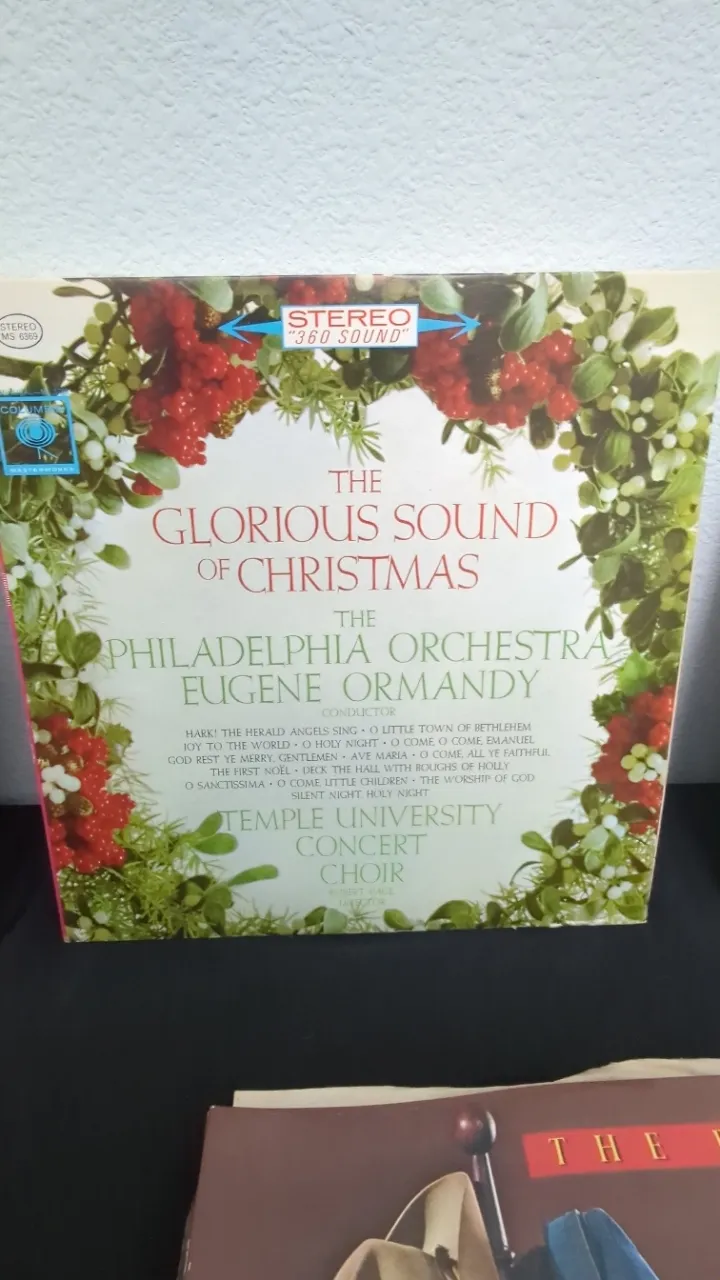 STEREO
"360 SOUND"
STEREO
MS 6369
COLUMBIA
MASTERWORKS
THE
GLORIOUS SOUND
OF CHRISTMAS
THE
PHILADELPHIA ORCHESTRA
EUGENE ORMANDY
CONDUCTOR
HARK! THE HERALD ANGELS SING • O LITTLE TOWN OF BETHLEHEM
JOY TO THE WORLD • O HOLY NIGHT • O COME, O COME, EMANUEL
GOD REST YE MERRY, GENTLEMEN • AVE MARIA • O COME, ALL YE FAITHFUL
THE FIRST NOËL • DECK THE HALL WITH BOUGHS OF HOLLY
O SANCTISSIMA • O COME, LITTLE CHILDREN • THE WORSHIP OF GOD
SILENT NIGHT, HOLY NIGHT
TEMPLE UNIVERSITY
CONCERT
CHOIR
DIRECTOR
THE